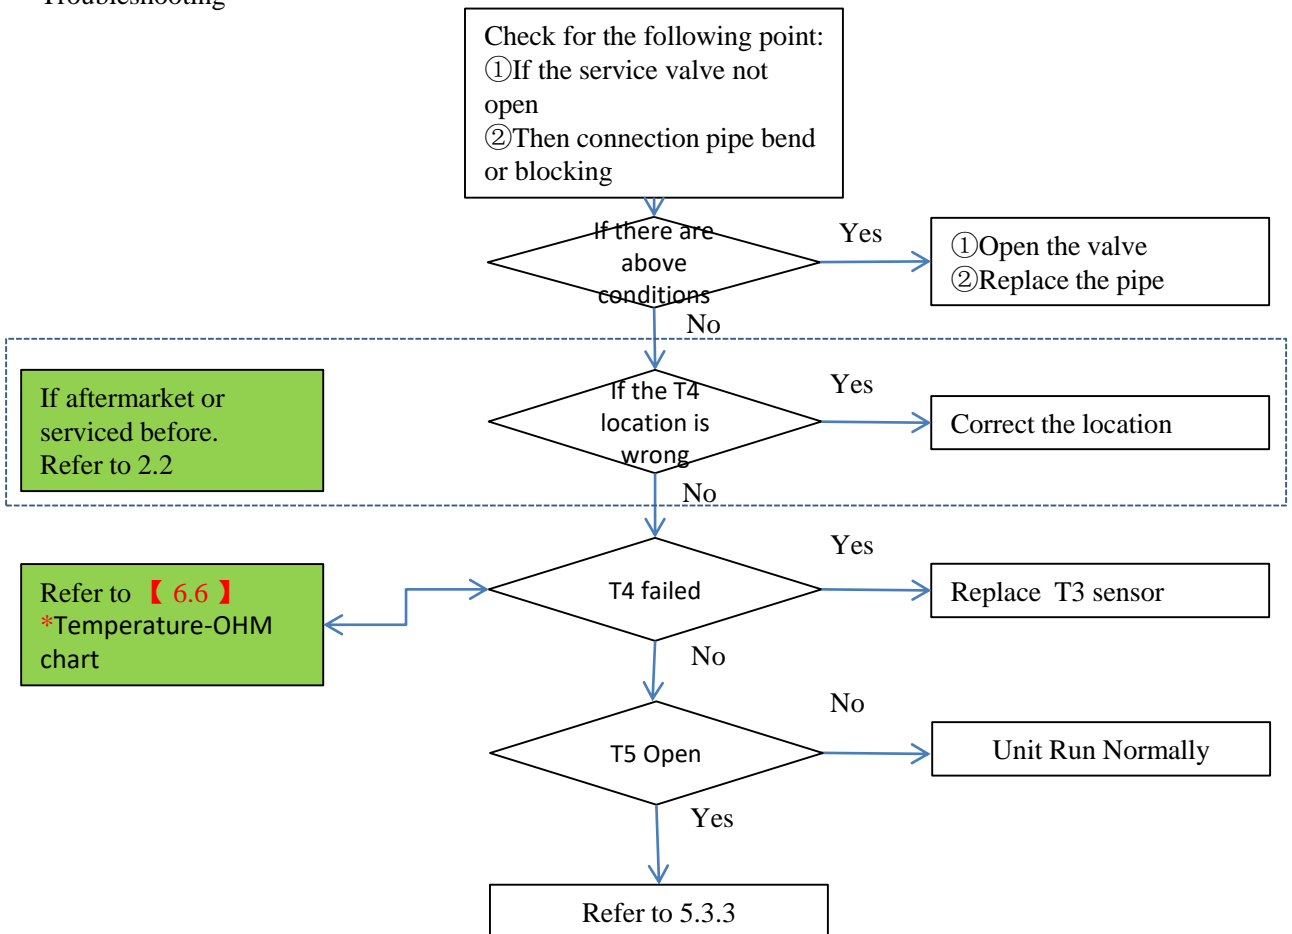 Troubleshooting
Check for the following point:
①If the service valve not
open
②Then connection pipe bend
or blocking
If there are
above
conditions
Yes
①Open the valve
②Replace the pipe
No
If aftermarket or
serviced before.
Refer to 2.2
If the T4
location is
wrong
Yes
Correct the location
No
Refer to 【 6.6 】
*Temperature-OHM
chart
T4 failed
Yes
Replace T3 sensor
No
T5 Open
No
Unit Run Normally
Yes
Refer to 5.3.3